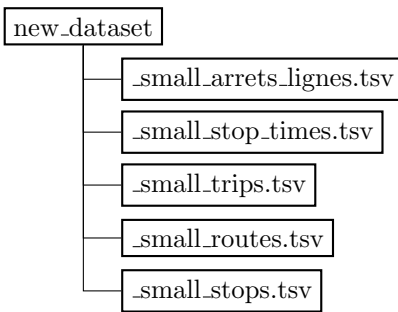 new_dataset
_small_arrets_lignes.tsv
_small_stop_times.tsv
_small_trips.tsv
_small_routes.tsv
_small_stops.tsv